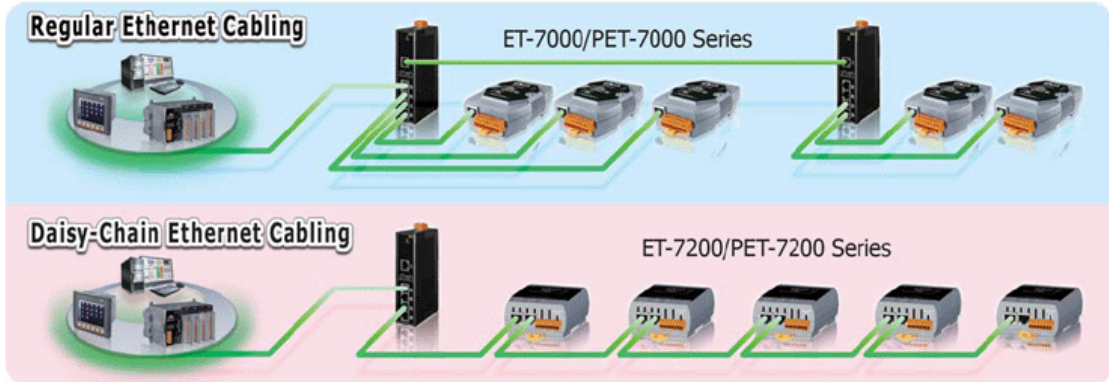 Regular Ethernet Cabling
ET-7000/PET-7000 Series
Daisy-Chain Ethernet Cabling
ET-7200/PET-7200 Series